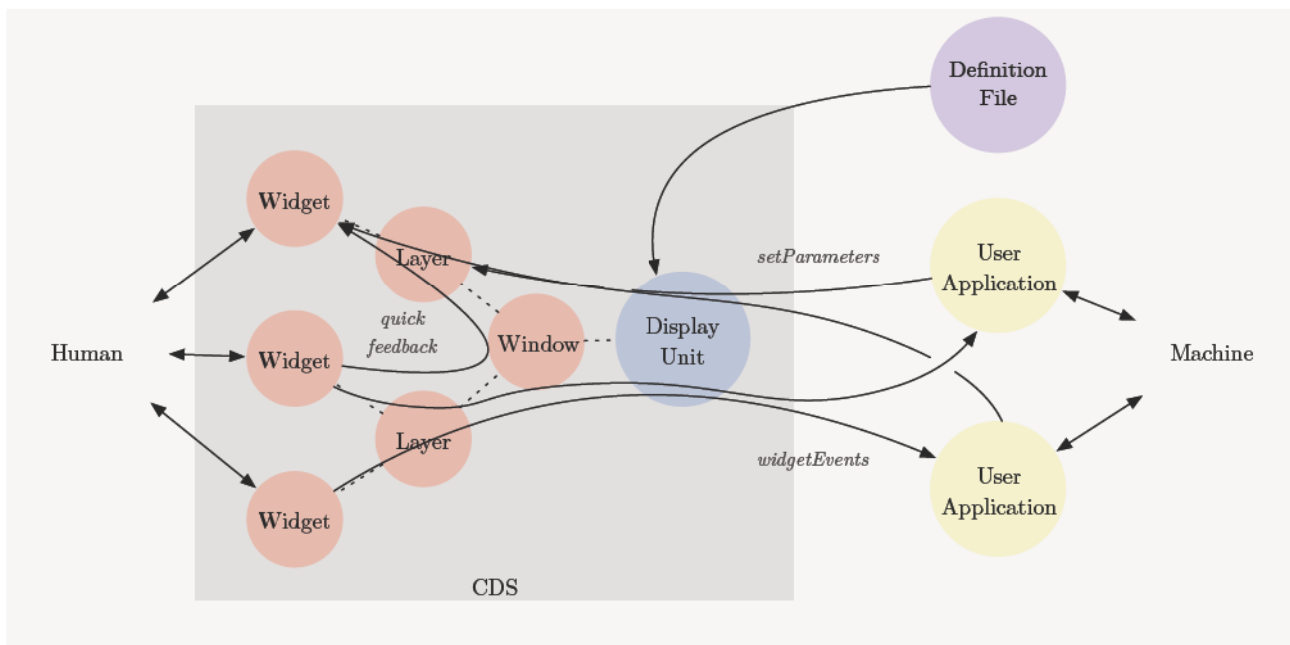 Definition
File
Widget
Layer
setParameters
User
Application
quick
feedback
Display
Unit
Window
Human
Widget
Machine
Layer
widgetEvents
User
Application
Widget
CDS